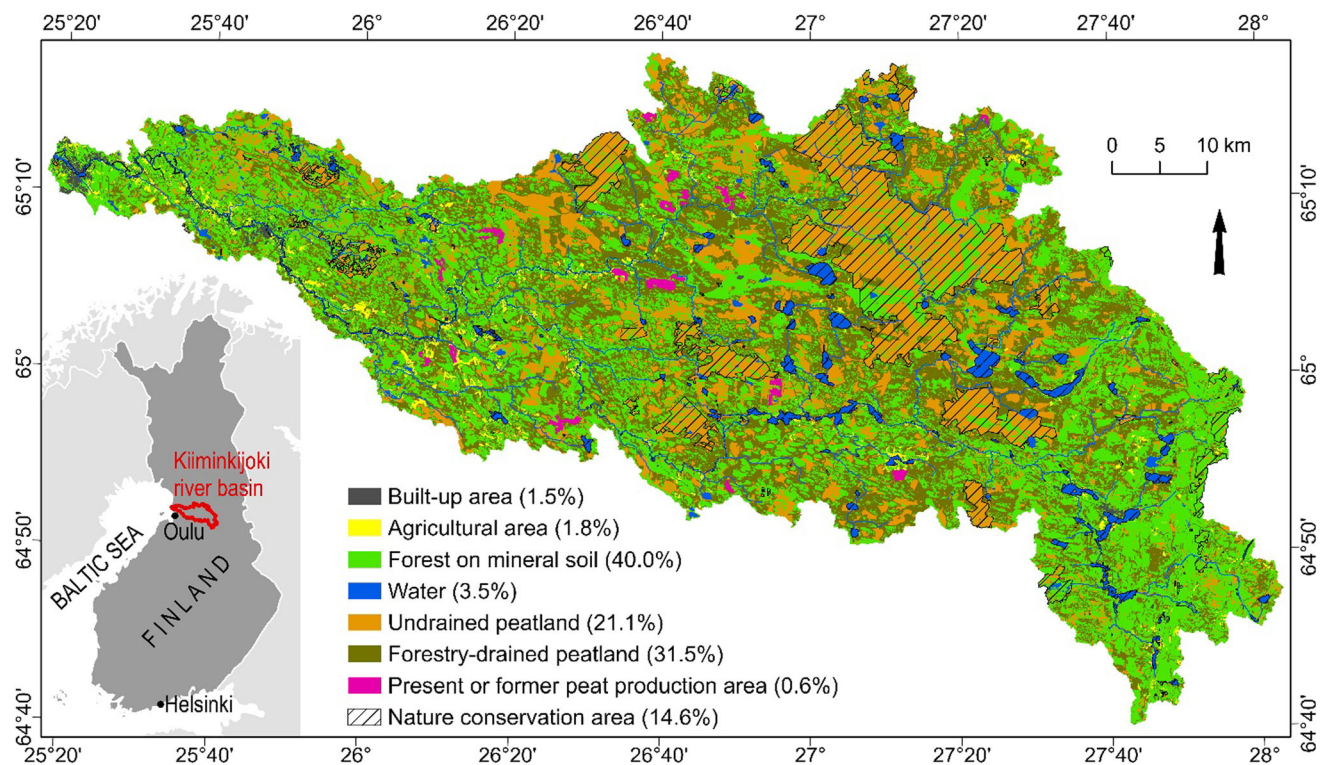 25°20' 25°40' 26° 26°20' 26°40' 27° 27°20' 27°40' 28°
0 5 10 km
65°10' 65°10'
65° 65°
Kiiminkijoki
river basin
Oulu
BALTIC SEA
FINLAND
Helsinki
Built-up area (1.5%)
Agricultural area (1.8%)
Forest on mineral soil (40.0%)
Water (3.5%)
Undrained peatland (21.1%)
Forestry-drained peatland (31.5%)
Present or former peat production area (0.6%)
Nature conservation area (14.6%)
64°50' 64°50'
64°40' 64°40'
25°20' 25°40' 26° 26°20' 26°40' 27° 27°20' 27°40' 28°